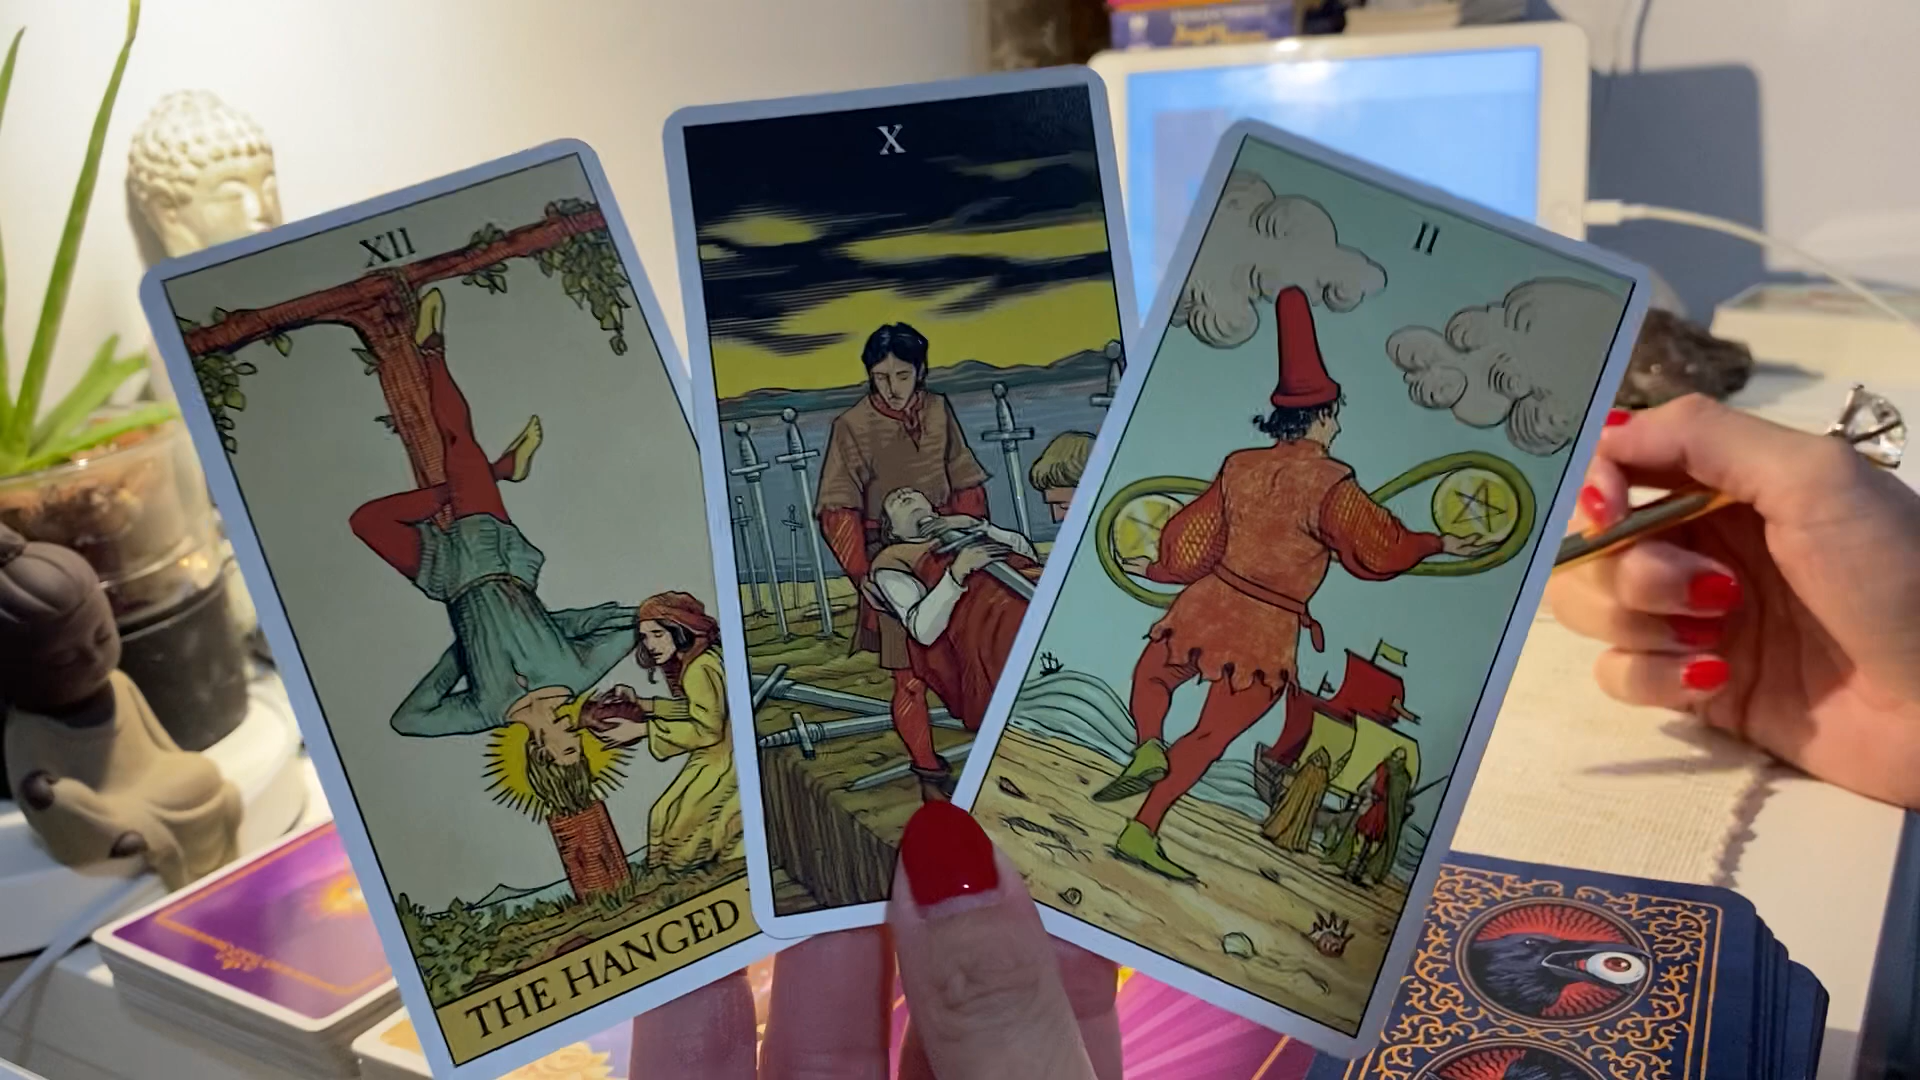 XII
THE HANGED
X
II